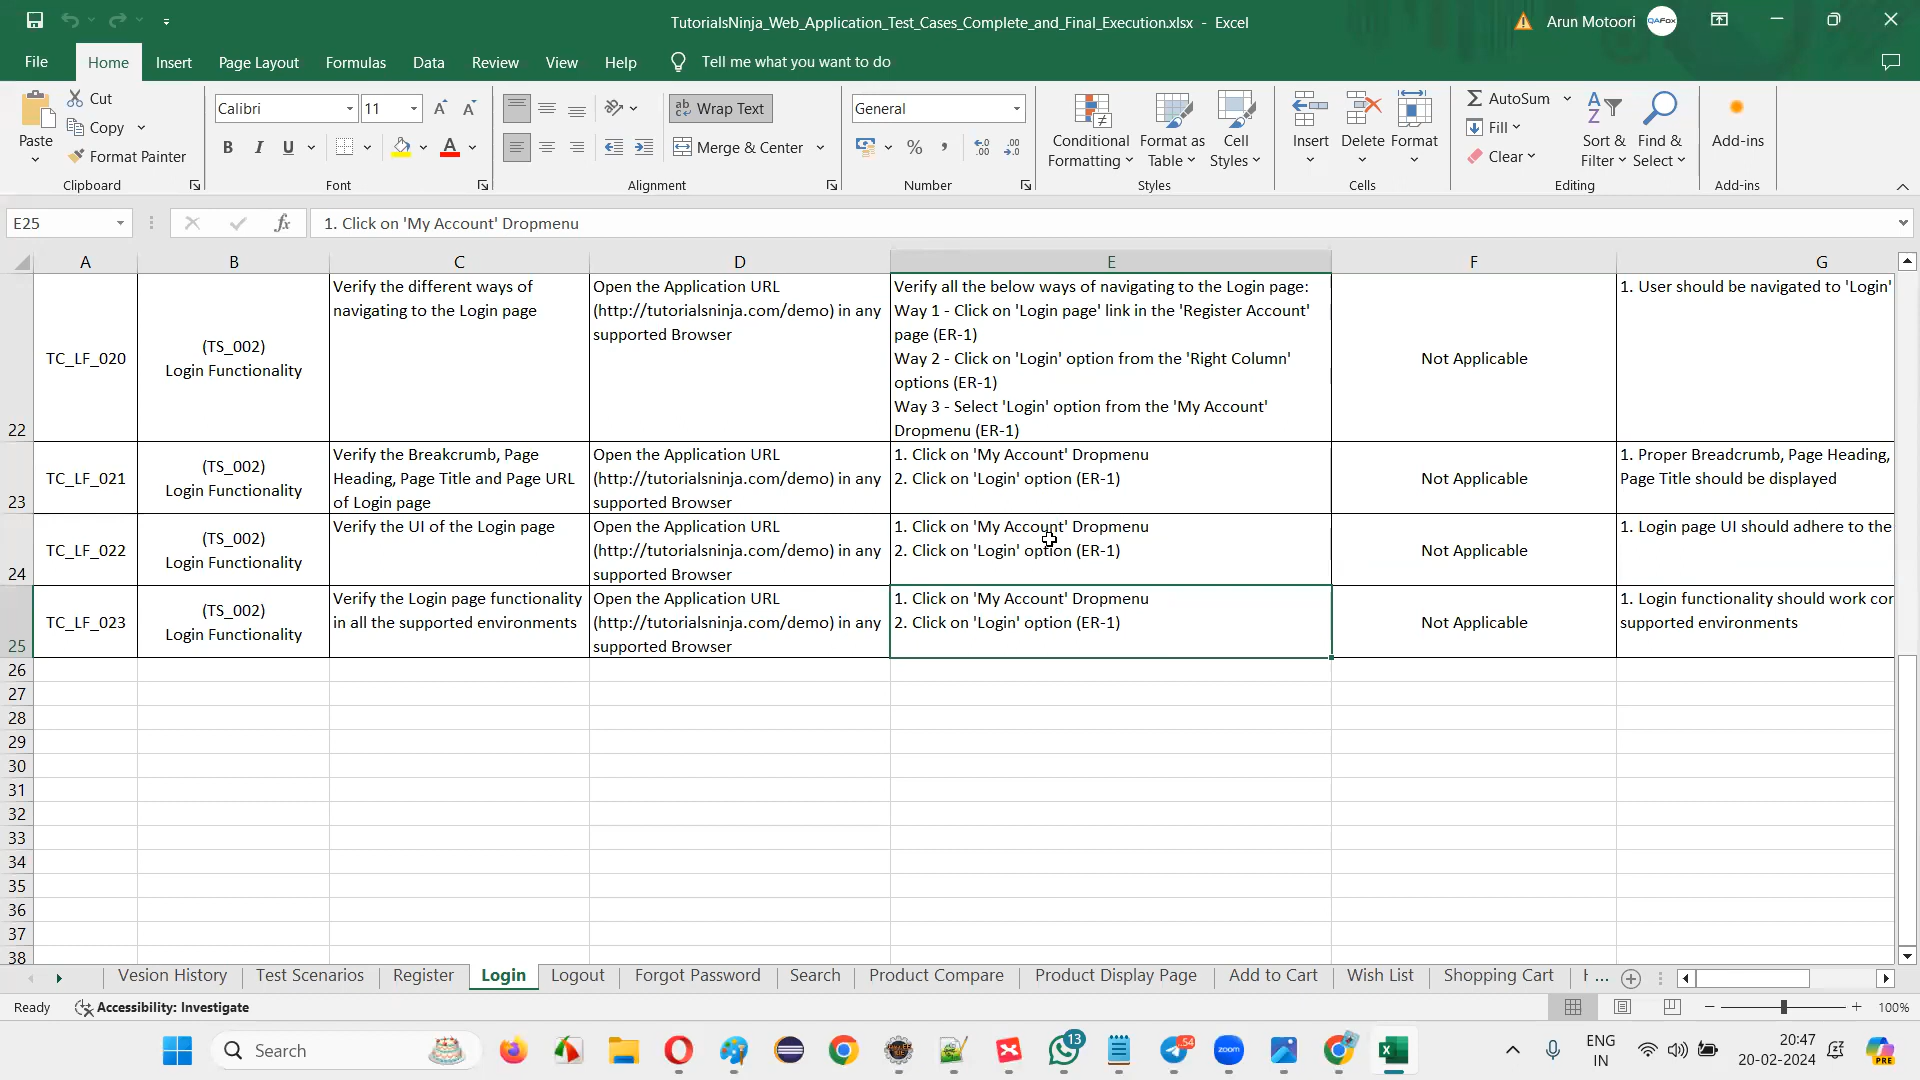 TutorialsNinja_Web_Application_Test_Cases_Complete_and_Final_Execution.xlsx - Excel
Arun Motoori
QAFox
File
Home
Insert
Page Layout
Formulas
Data
Review
View
Help
Tell me what you want to do
Paste
Cut
Copy
Format Painter
Clipboard
Calibri
11
B I U
Font
Wrap Text
Merge & Center
Alignment
General
Number
Conditional Formatting
Format as Table
Cell Styles
Styles
Insert
Delete
Format
Cells
AutoSum
Fill
Clear
Sort & Filter
Find & Select
Editing
Add-ins
Add-ins
E25
fx
1. Click on 'My Account' Dropmenu
A B C D E F G
22
TC_LF_020
(TS_002)
Login Functionality
Verify the different ways of
navigating to the Login page
Open the Application URL
(http://tutorialsninja.com/demo) in any
supported Browser
Verify all the below ways of navigating to the Login page:
Way 1 - Click on 'Login page' link in the 'Register Account'
page (ER-1)
Way 2 - Click on 'Login' option from the 'Right Column'
options (ER-1)
Way 3 - Select 'Login' option from the 'My Account'
Dropmenu (ER-1)
Not Applicable
1. User should be navigated to 'Login'
23
TC_LF_021
(TS_002)
Login Functionality
Verify the Breakcrumb, Page
Heading, Page Title and Page URL
of Login page
Open the Application URL
(http://tutorialsninja.com/demo) in any
supported Browser
1. Click on 'My Account' Dropmenu
2. Click on 'Login' option (ER-1)
Not Applicable
1. Proper Breadcrumb, Page Heading,
Page Title should be displayed
24
TC_LF_022
(TS_002)
Login Functionality
Verify the UI of the Login page
Open the Application URL
(http://tutorialsninja.com/demo) in any
supported Browser
1. Click on 'My Account' Dropmenu
2. Click on 'Login' option (ER-1)
Not Applicable
1. Login page UI should adhere to the
25
TC_LF_023
(TS_002)
Login Functionality
Verify the Login page functionality
in all the supported environments
Open the Application URL
(http://tutorialsninja.com/demo) in any
supported Browser
1. Click on 'My Account' Dropmenu
2. Click on 'Login' option (ER-1)
Not Applicable
1. Login functionality should work cor
supported environments
26
27
28
29
30
31
32
33
34
35
36
37
38
Vesion History
Test Scenarios
Register
Login
Logout
Forgot Password
Search
Product Compare
Product Display Page
Add to Cart
Wish List
Shopping Cart
...
Ready
Accessibility: Investigate
100%
Search
13
54
zoom
ENG
IN
20:47
20-02-2024
PRE